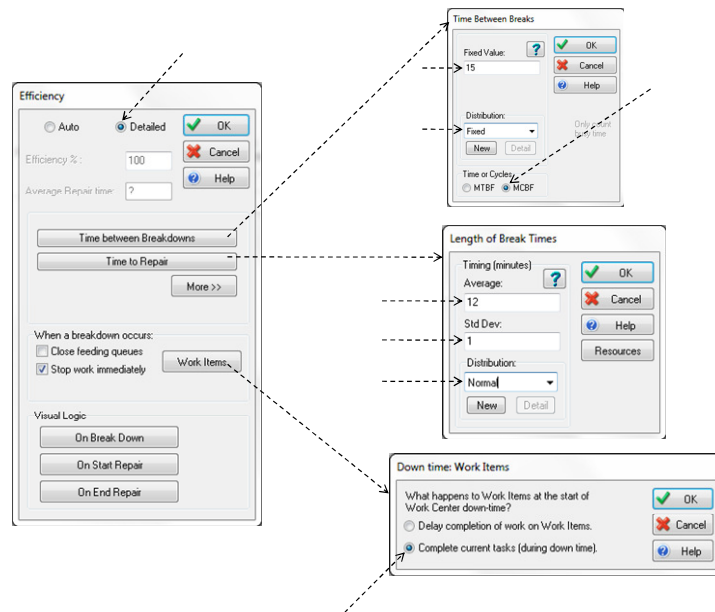 Efficiency
Auto
Detailed
OK
Efficiency %:
100
Cancel
Average Repair time:
?
Help
Time between Breakdowns
Time to Repair
More >>
When a breakdown occurs:
Close feeding queues
Stop work immediately
Work Items
Visual Logic
On Break Down
On Start Repair
On End Repair
Time Between Breaks
Fixed Value:
?
OK
15
Cancel
Help
Distribution:
Fixed
Only count
busy time
New
Detail
Time or Cycles
MTBF
MCBF
Length of Break Times
Timing (minutes)
Average:
?
OK
12
Cancel
Std Dev:
Help
1
Resources
Distribution:
Normal
New
Detail
Down time: Work Items
What happens to Work Items at the start of
Work Center down-time?
OK
Delay completion of work on Work Items.
Cancel
Complete current tasks (during down time).
Help